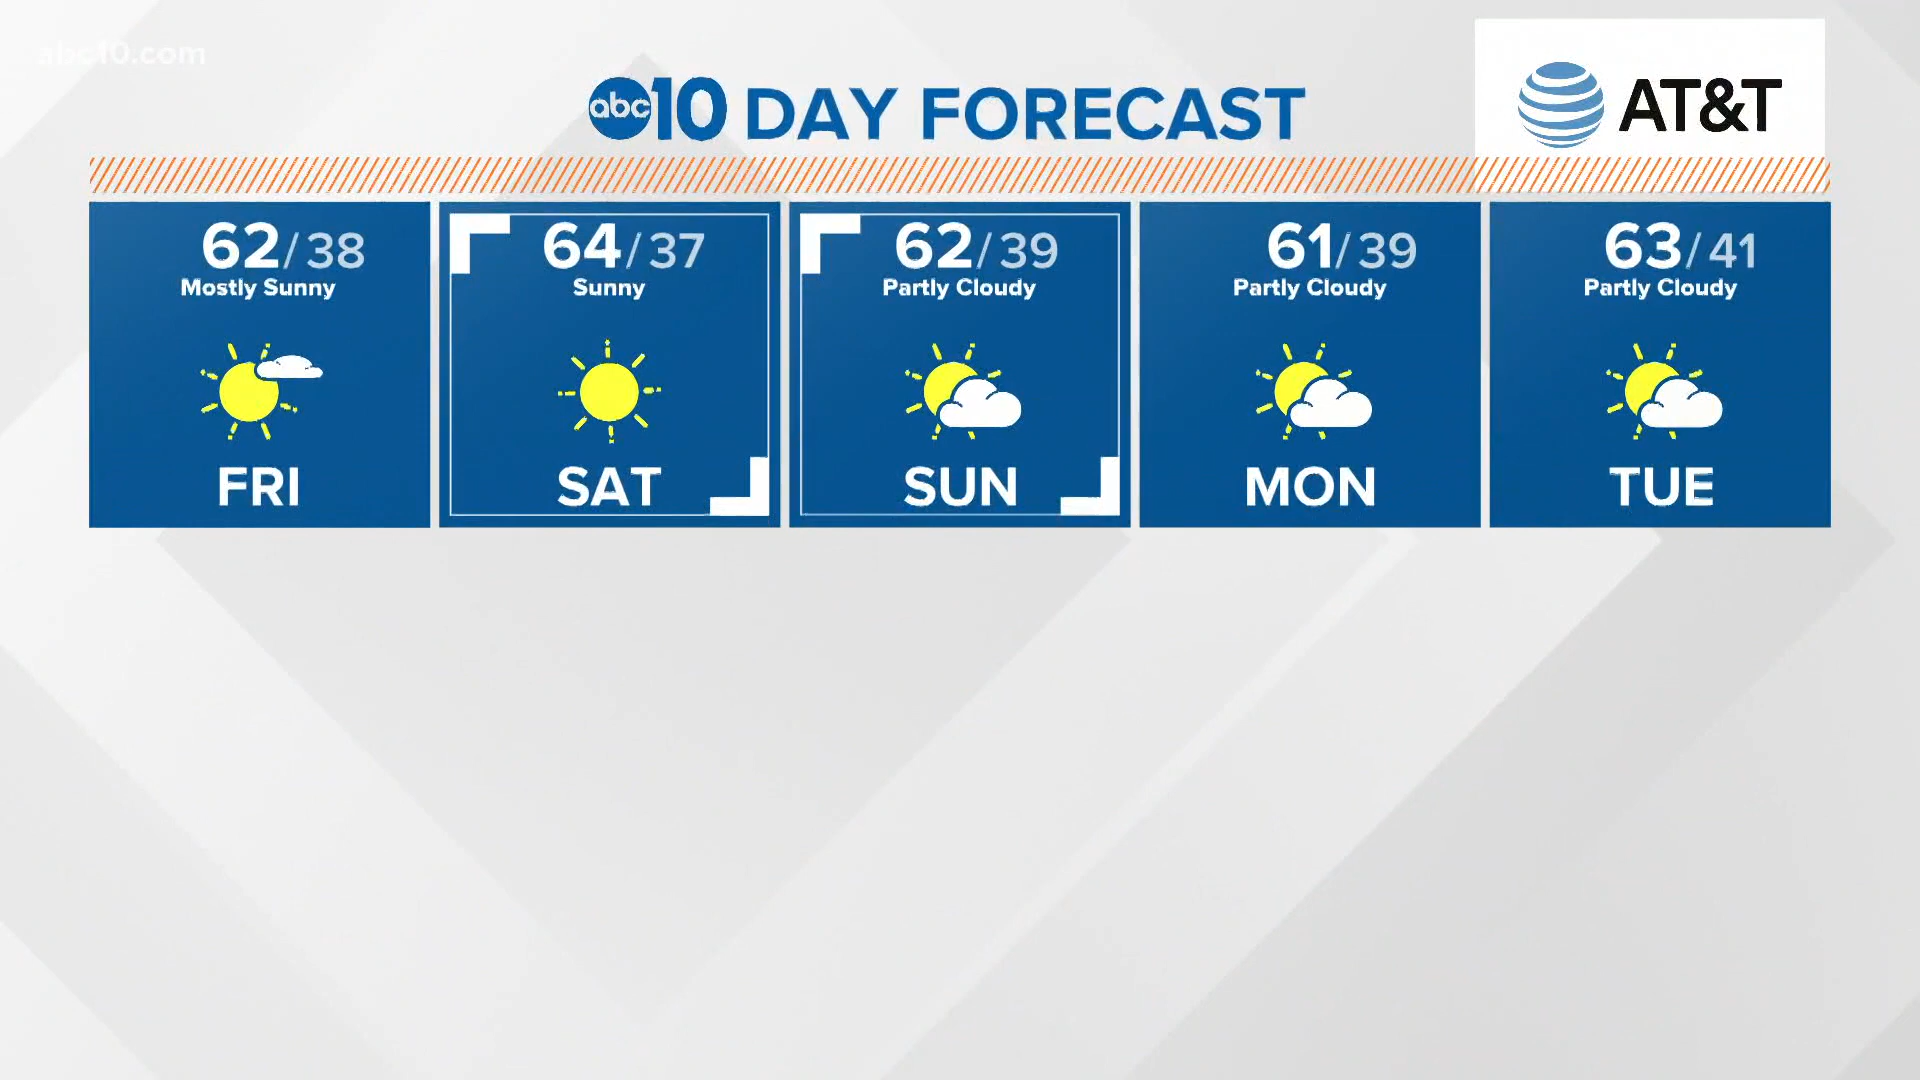 abc10.com
abc10 DAY FORECAST
AT&T
62/38
Mostly Sunny
FRI
64/37
Sunny
SAT
62/39
Partly Cloudy
SUN
61/39
Partly Cloudy
MON
63/41
Partly Cloudy
TUE